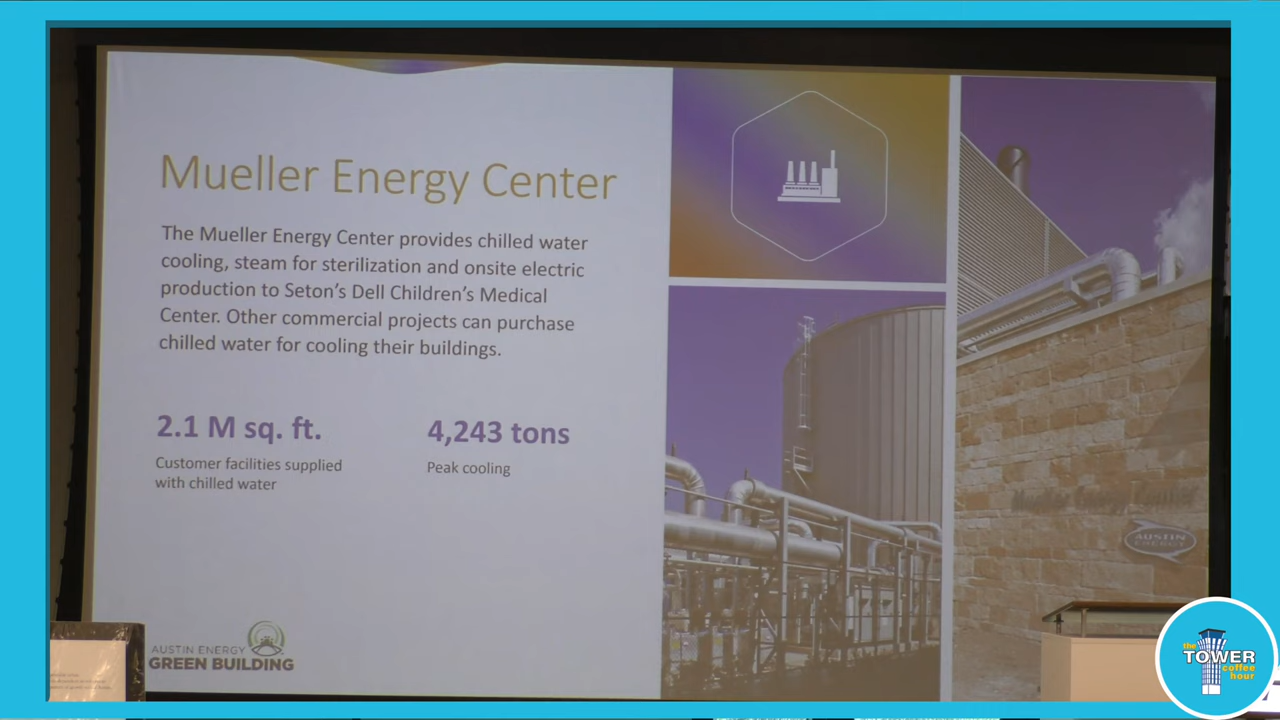 Mueller Energy Center
The Mueller Energy Center provides chilled water
cooling, steam for sterilization and onsite electric
production to Seton's Dell Children's Medical
Center. Other commercial projects can purchase
chilled water for cooling their buildings.
2.1 M sq. ft.
Customer facilities supplied
with chilled water
4,243 tons
Peak cooling
AUSTIN ENERGY
GREEN BUILDING
Mueller Energy Center
AUSTIN
ENERGY
the
TOWER
coffee
hour